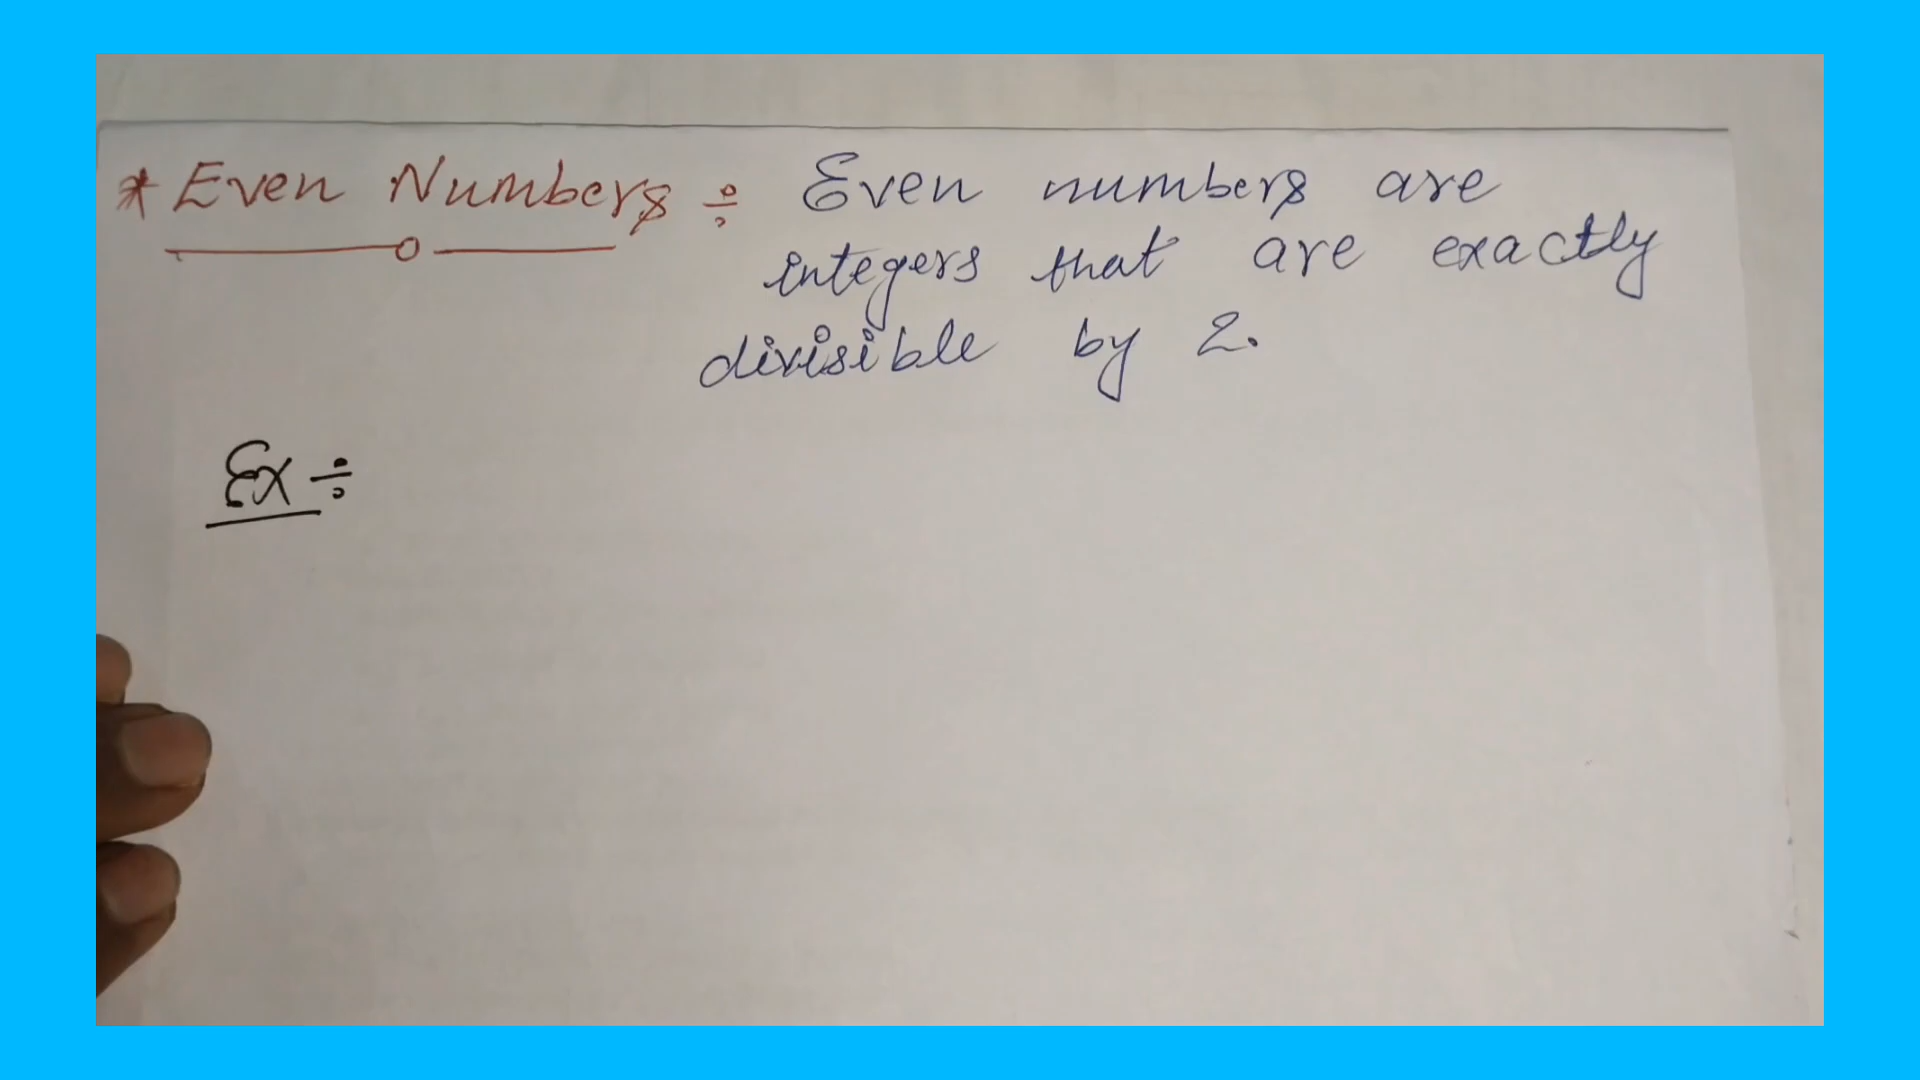 * Even Numbers ÷ Even numbers are
integers that are exactly
divisible by 2.
Ex ÷